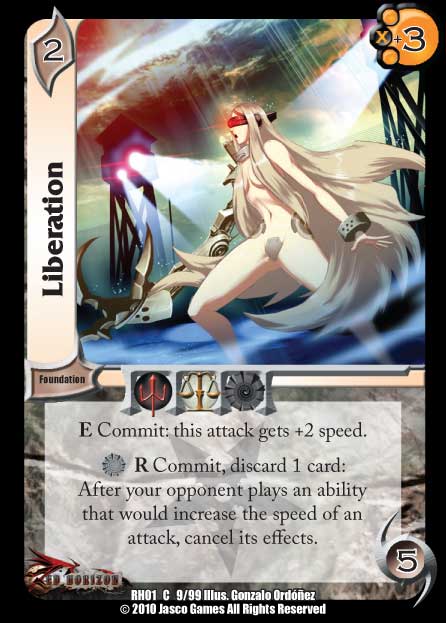 2
X +3
Liberation
Foundation
E Commit: this attack gets +2 speed.
R Commit, discard 1 card:
After your opponent plays an ability
that would increase the speed of an
attack, cancel its effects.
5
RED HORIZON
RH01 C 9/99 Illus. Gonzalo Ordóñez
© 2010 Jasco Games All Rights Reserved